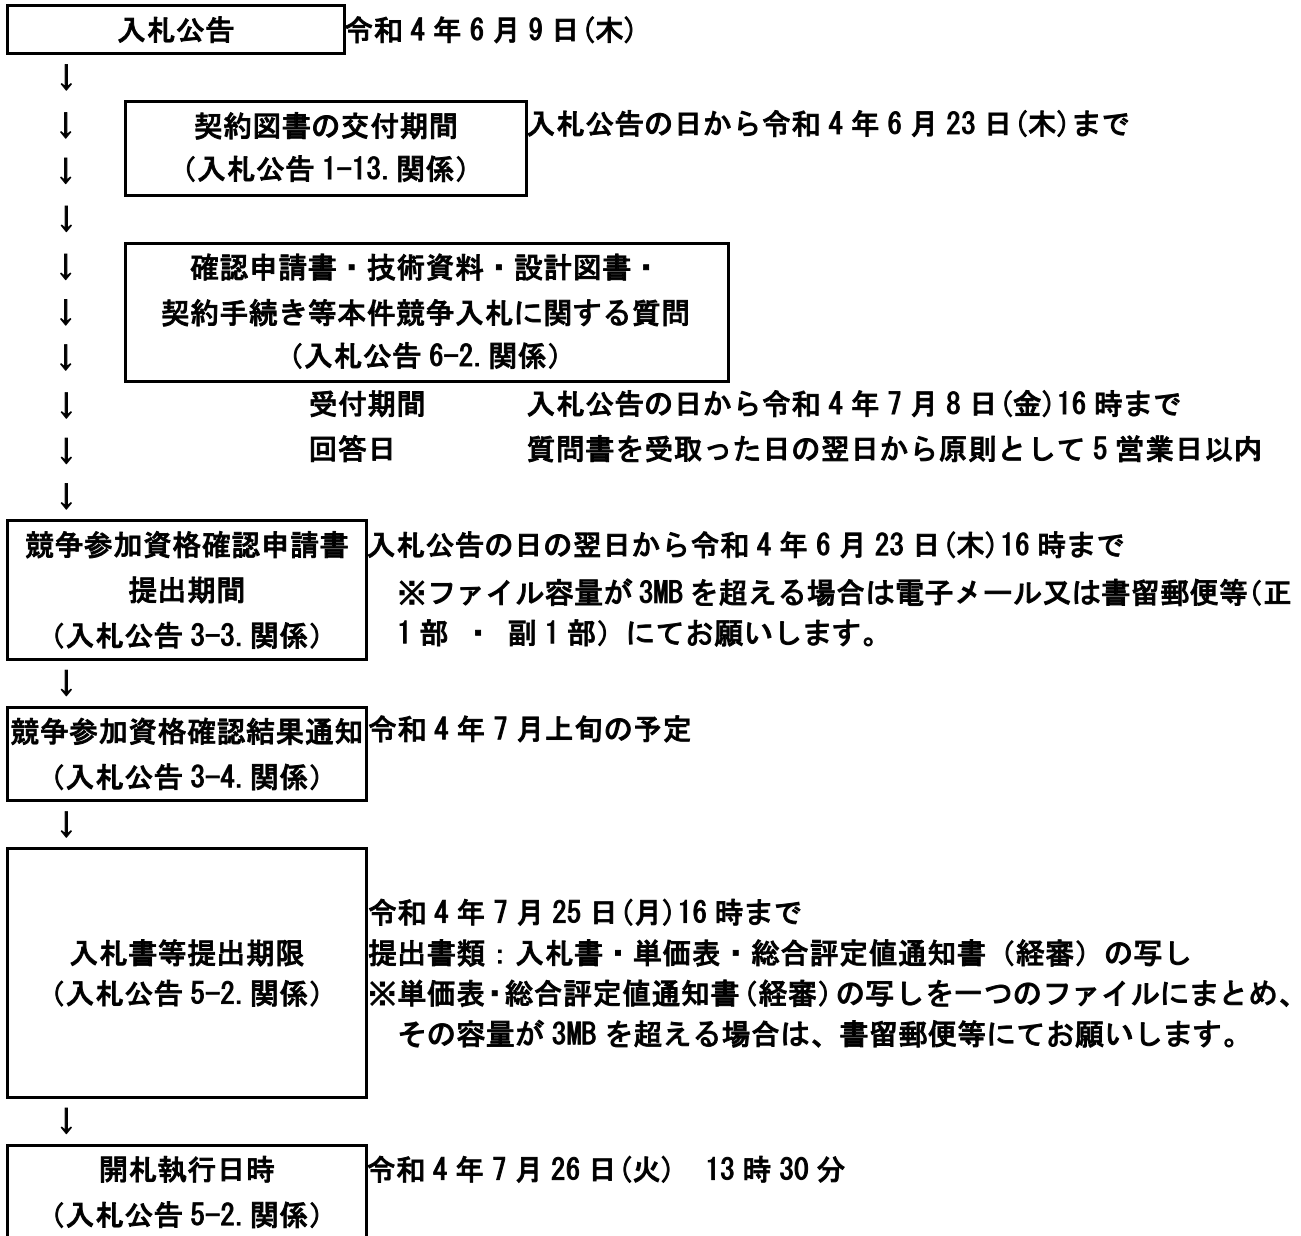 入札公告 令和4年6月9日(木)
↓
↓ 契約図書の交付期間 入札公告の日から令和4年6月23日(木)まで
↓ (入札公告1-13.関係)
↓
↓ 確認申請書・技術資料・設計図書・
↓ 契約手続き等本件競争入札に関する質問
↓ (入札公告6-2.関係)
↓ 受付期間 入札公告の日から令和4年7月8日(金)16時まで
↓ 回答日 質問書を受取った日の翌日から原則として5営業日以内
↓
競争参加資格確認申請書 入札公告の日の翌日から令和4年6月23日(木)16時まで
提出期間 ※ファイル容量が3MBを超える場合は電子メール又は書留郵便等(正
(入札公告3-3.関係) 1部 ・ 副1部)にてお願いします。
↓
競争参加資格確認結果通知 令和4年7月上旬の予定
(入札公告3-4.関係)
↓
令和4年7月25日(月)16時まで
入札書等提出期限 提出書類:入札書・単価表・総合評定値通知書(経審)の写し
(入札公告5-2.関係) ※単価表・総合評定値通知書(経審)の写しを一つのファイルにまとめ、
その容量が3MBを超える場合は、書留郵便等にてお願いします。
↓
開札執行日時 令和4年7月26日(火) 13時30分
(入札公告5-2.関係)